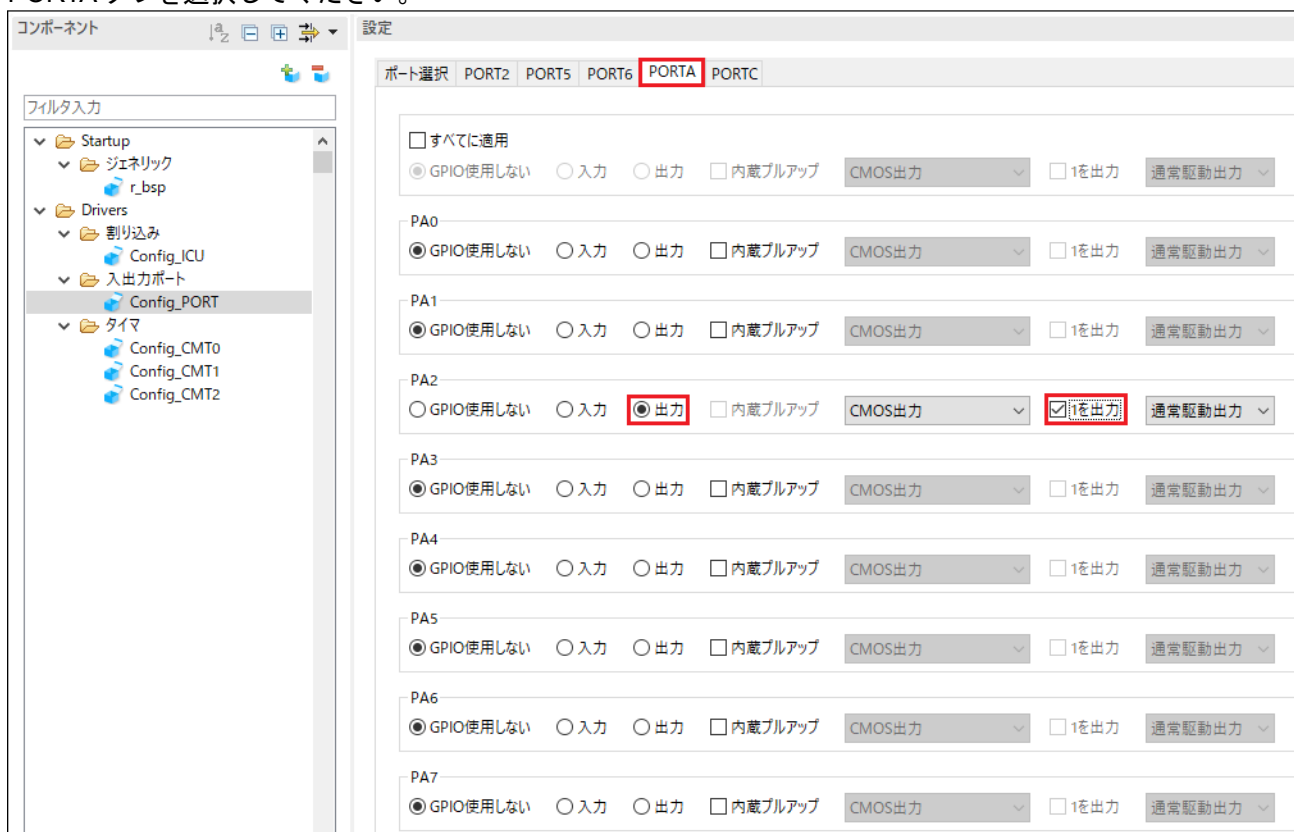 PORTA タブを選択してください。
コンポーネント
設定
ポート選択 PORT2 PORT5 PORT6 PORTA PORTC
フィルタ入力
Startup
ジェネリック
r_bsp
Drivers
割り込み
Config_ICU
入出力ポート
Config_PORT
タイマ
Config_CMT0
Config_CMT1
Config_CMT2
すべてに適用
GPIO使用しない 入力 出力 内蔵プルアップ CMOS出力 1を出力 通常駆動出力
PA0
GPIO使用しない 入力 出力 内蔵プルアップ CMOS出力 1を出力 通常駆動出力
PA1
GPIO使用しない 入力 出力 内蔵プルアップ CMOS出力 1を出力 通常駆動出力
PA2
GPIO使用しない 入力 出力 内蔵プルアップ CMOS出力 1を出力 通常駆動出力
PA3
GPIO使用しない 入力 出力 内蔵プルアップ CMOS出力 1を出力 通常駆動出力
PA4
GPIO使用しない 入力 出力 内蔵プルアップ CMOS出力 1を出力 通常駆動出力
PA5
GPIO使用しない 入力 出力 内蔵プルアップ CMOS出力 1を出力 通常駆動出力
PA6
GPIO使用しない 入力 出力 内蔵プルアップ CMOS出力 1を出力 通常駆動出力
PA7
GPIO使用しない 入力 出力 内蔵プルアップ CMOS出力 1を出力 通常駆動出力